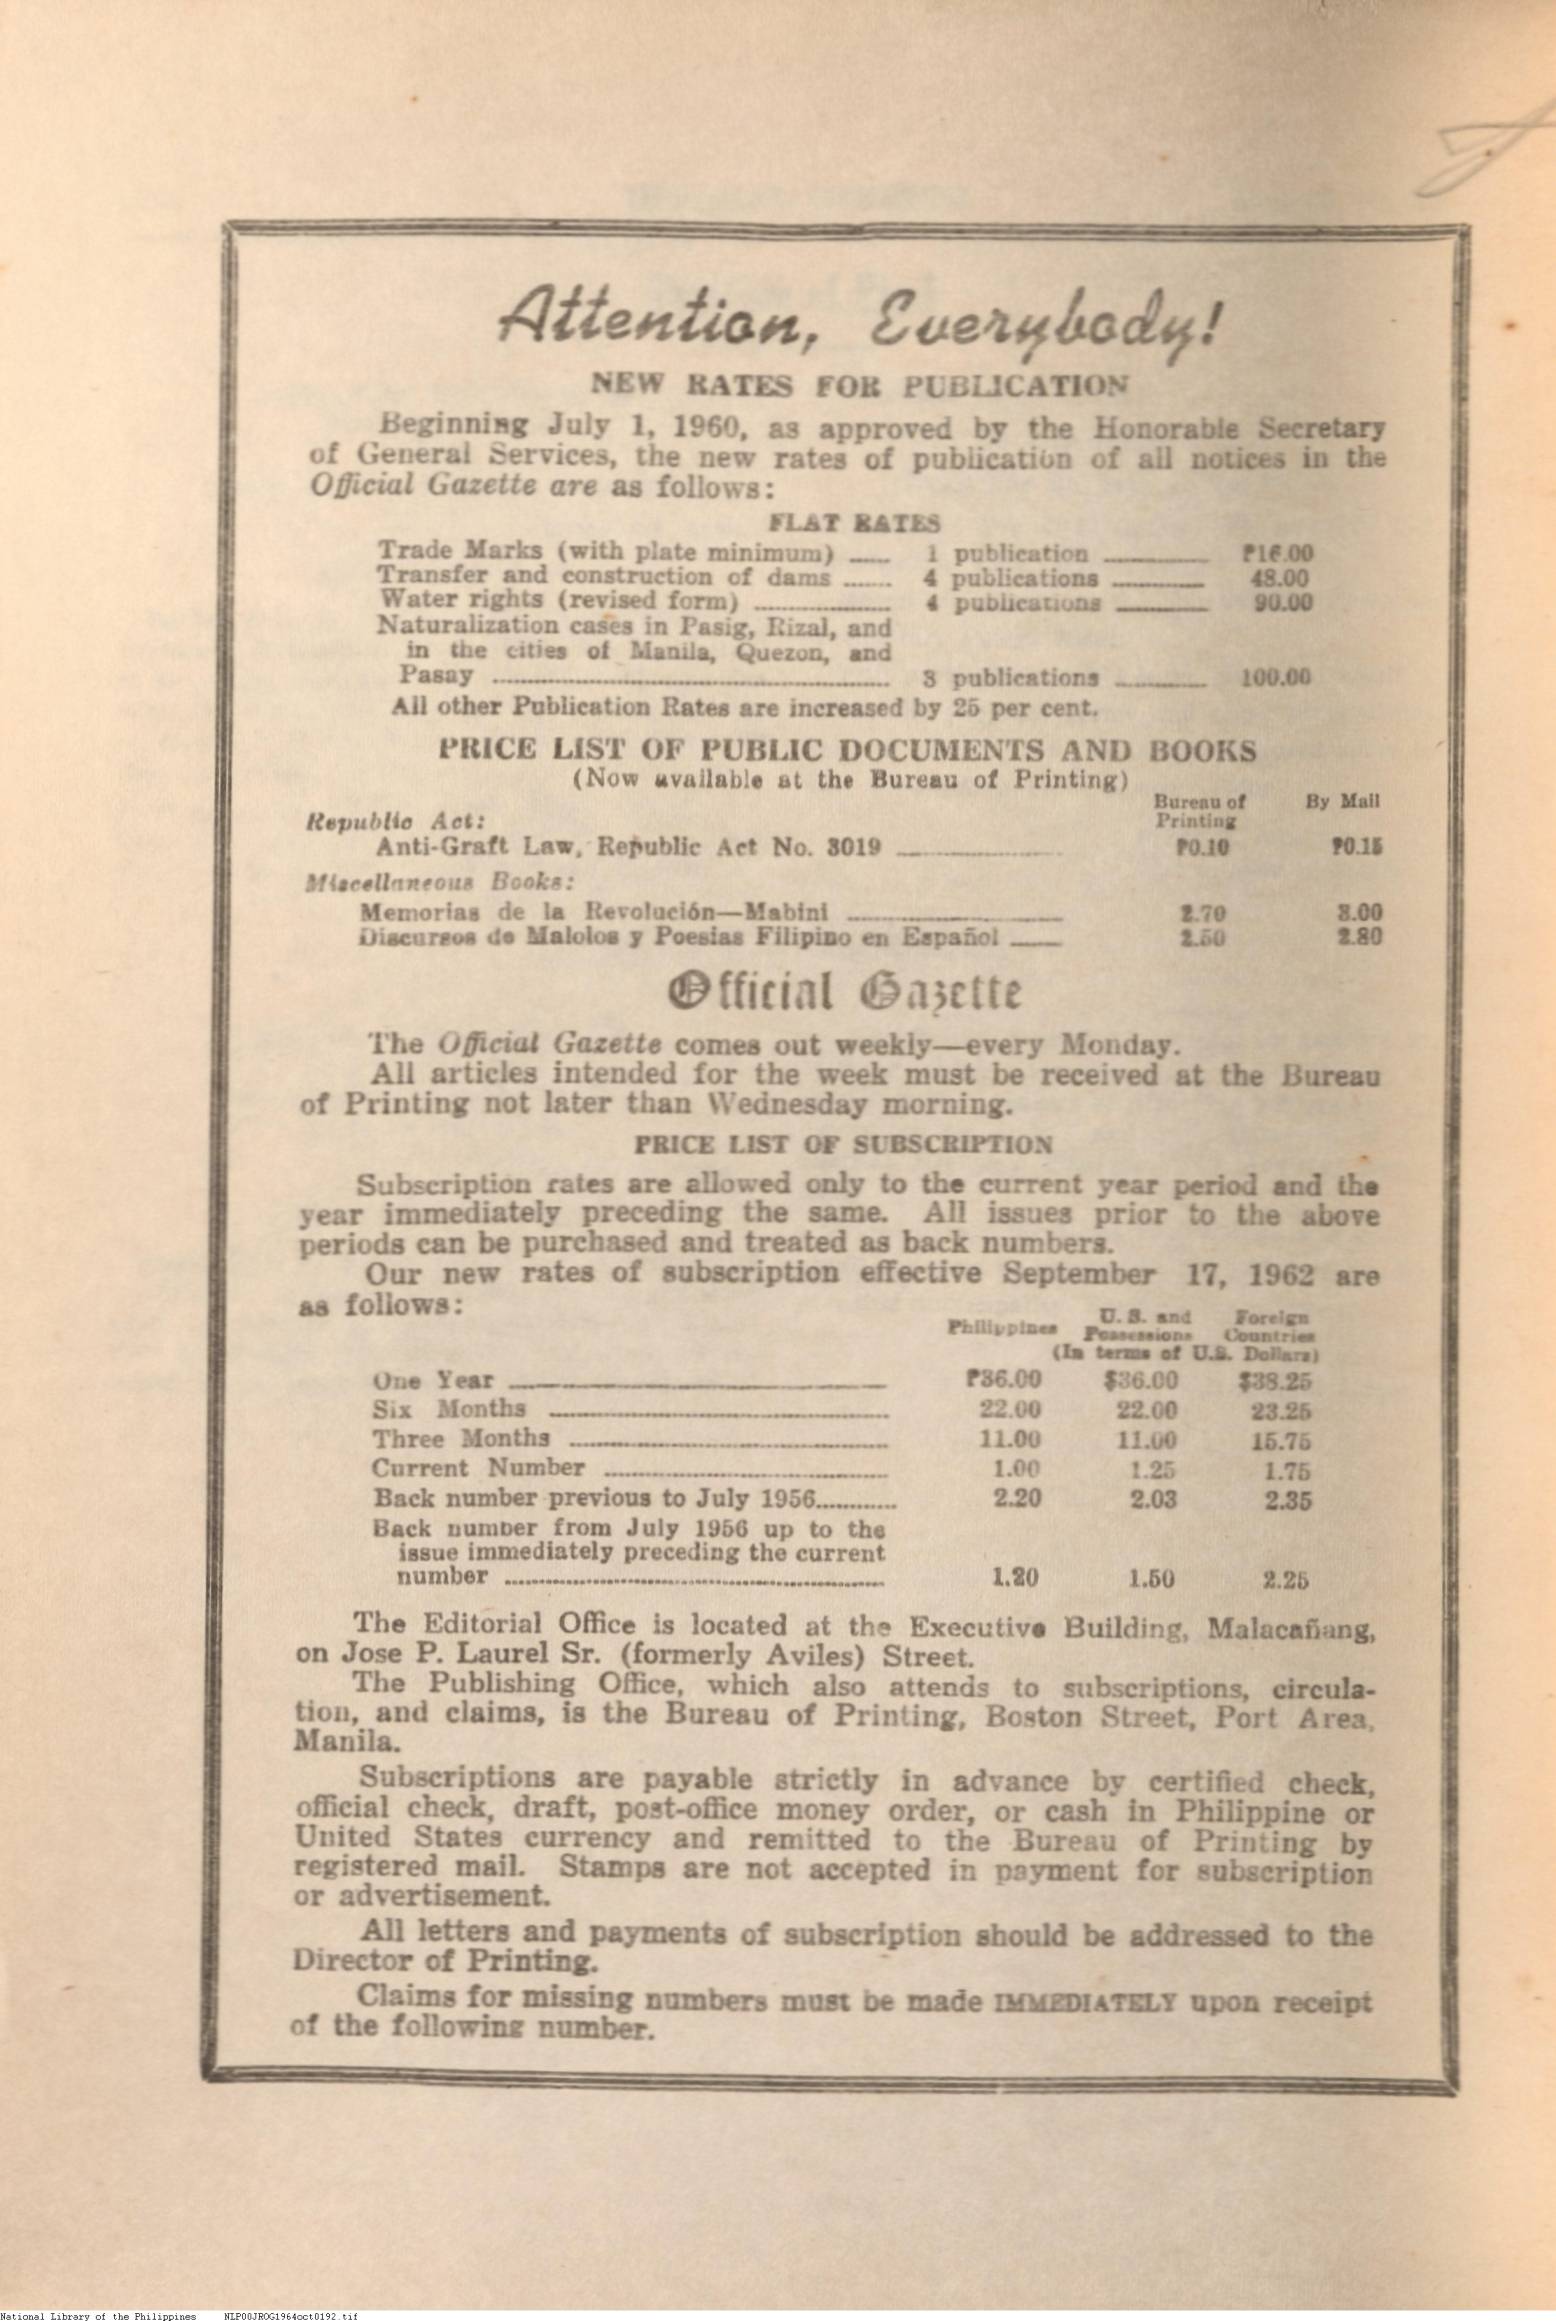 Attention, Everybody!
NEW RATES FOR PUBLICATION
Beginning July 1, 1960, as approved by the Honorable Secretary
of General Services, the new rates of publication of all notices in the
Official Gazette are as follows:
FLAT RATES
Trade Marks (with plate minimum) ...... 1 publication ............ ₱16.00
Transfer and construction of dams ...... 4 publications ............ 48.00
Water rights (revised form) ............ 4 publications ............ 90.00
Naturalization cases in Pasig, Rizal, and
in the cities of Manila, Quezon, and
Pasay ............ 3 publications ............ 100.00
All other Publication Rates are increased by 25 per cent.
PRICE LIST OF PUBLIC DOCUMENTS AND BOOKS
(Now available at the Bureau of Printing)
Bureau of Printing By Mail
Republic Act:
Anti-Graft Law, Republic Act No. 3019 ............ ₱0.10 ₱0.15
Miscellaneous Books:
Memorias de la Revolución—Mabini ............ 2.70 3.00
Discursos de Malolos y Poesias Filipino en Español ...... 2.50 2.80
Official Gazette
The Official Gazette comes out weekly—every Monday.
All articles intended for the week must be received at the Bureau
of Printing not later than Wednesday morning.
PRICE LIST OF SUBSCRIPTION
Subscription rates are allowed only to the current year period and the
year immediately preceding the same. All issues prior to the above
periods can be purchased and treated as back numbers.
Our new rates of subscription effective September 17, 1962 are
as follows:
Philippines U. S. and Possessions Foreign Countries
(In terms of U.S. Dollars)
One Year ............ ₱36.00 $36.00 $38.25
Six Months ............ 22.00 22.00 23.25
Three Months ............ 11.00 11.00 15.75
Current Number ............ 1.00 1.25 1.75
Back number previous to July 1956............ 2.20 2.03 2.35
Back number from July 1956 up to the
issue immediately preceding the current
number ............ 1.20 1.50 2.25
The Editorial Office is located at the Executive Building, Malacañang,
on Jose P. Laurel Sr. (formerly Aviles) Street.
The Publishing Office, which also attends to subscriptions, circula-
tion, and claims, is the Bureau of Printing, Boston Street, Port Area,
Manila.
Subscriptions are payable strictly in advance by certified check,
official check, draft, post-office money order, or cash in Philippine or
United States currency and remitted to the Bureau of Printing by
registered mail. Stamps are not accepted in payment for subscription
or advertisement.
All letters and payments of subscription should be addressed to the
Director of Printing.
Claims for missing numbers must be made IMMEDIATELY upon receipt
of the following number.
National Library of the Philippines NLP00JROG1964oct0192.tif